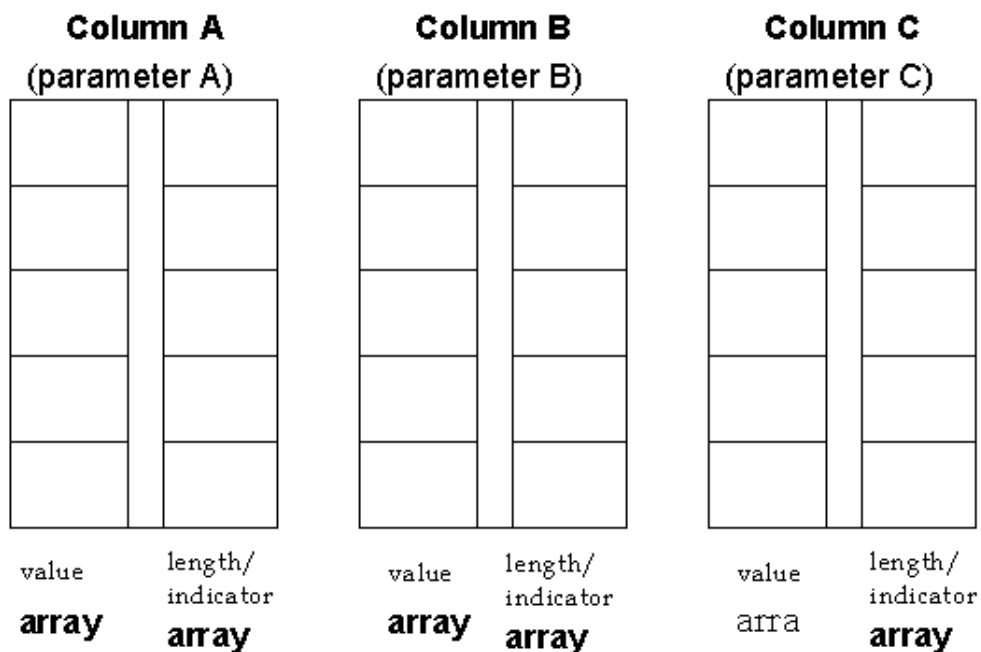 Column A
(parameter A)
Column B
(parameter B)
Column C
(parameter C)
value
array
length/
indicator
array
value
array
length/
indicator
array
value
arra
length/
indicator
array